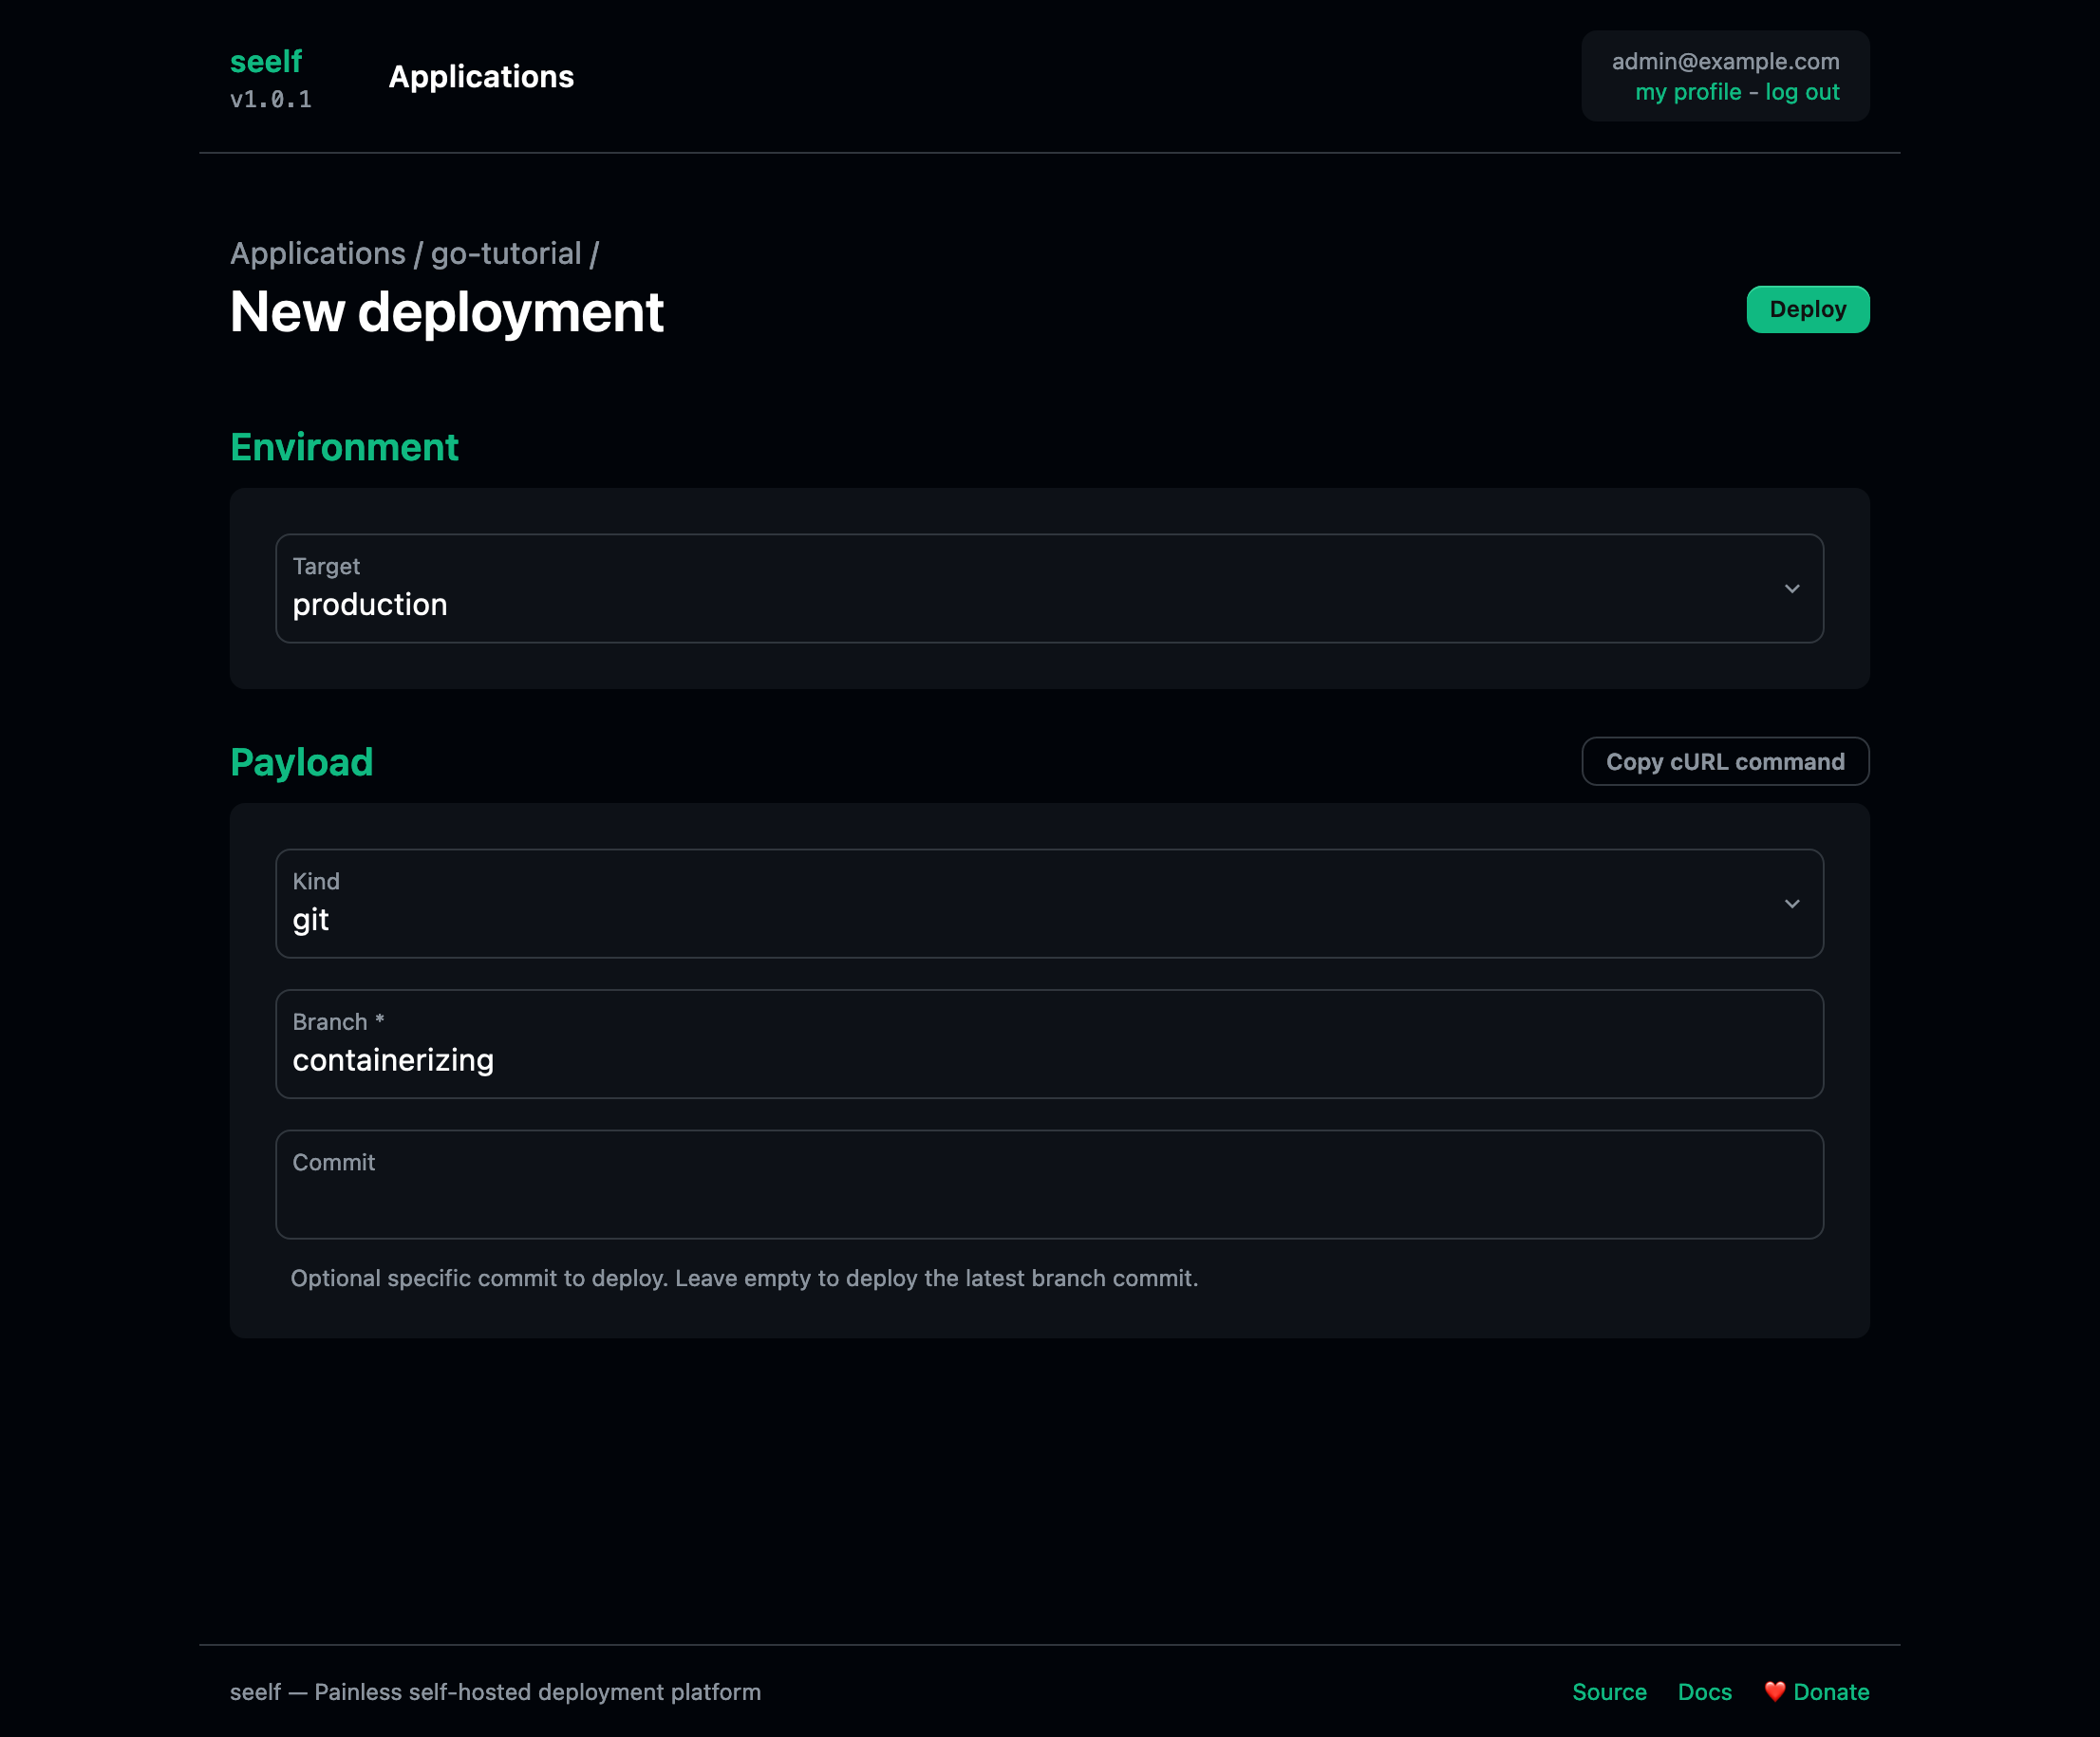 seelf
v1.0.1
Applications
admin@example.com
my profile - log out
Applications / go-tutorial /
New deployment
Deploy
Environment
Target
production
Payload
Copy cURL command
Kind
git
Branch *
containerizing
Commit
Optional specific commit to deploy. Leave empty to deploy the latest branch commit.
seelf — Painless self-hosted deployment platform
Source Docs ❤️ Donate